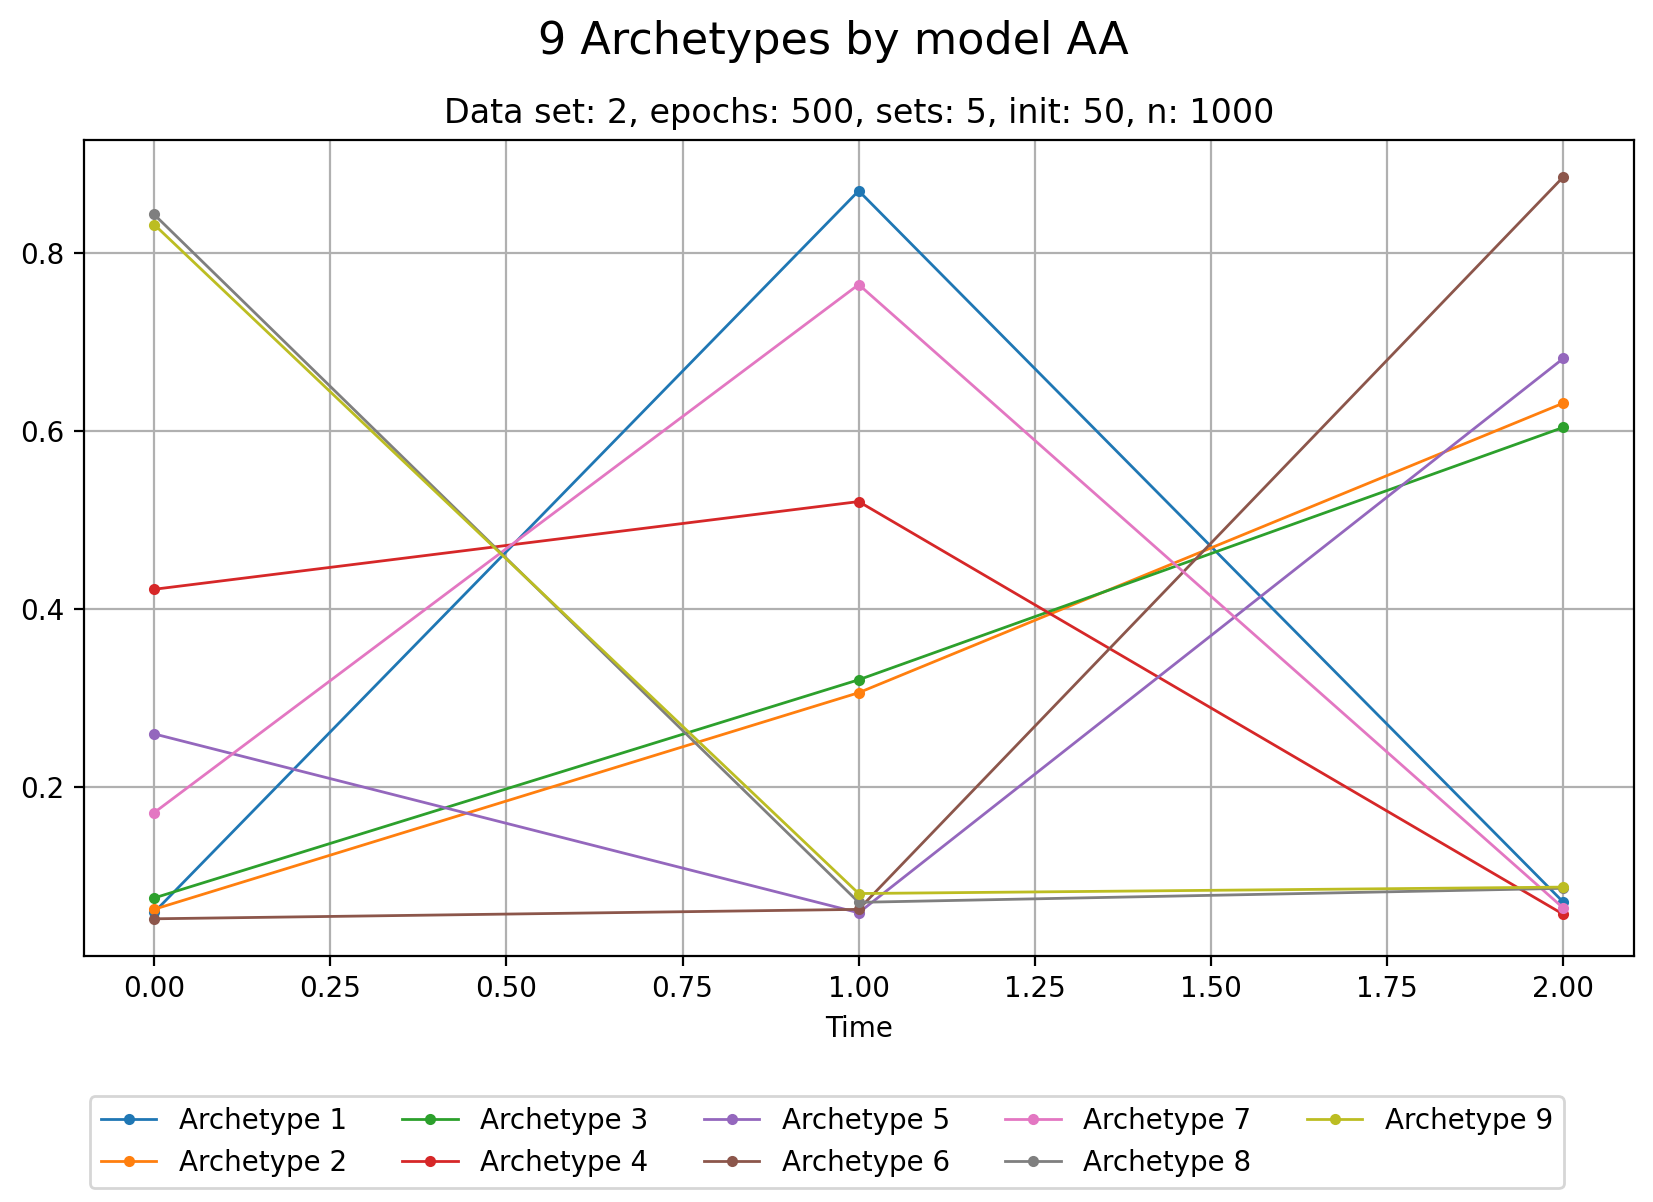 9 Archetypes by model AA
Data set: 2, epochs: 500, sets: 5, init: 50, n: 1000
0.8
0.6
0.4
0.2
0.00 0.25 0.50 0.75 1.00 1.25 1.50 1.75 2.00
Time
Archetype 1 Archetype 3 Archetype 5 Archetype 7 Archetype 9
Archetype 2 Archetype 4 Archetype 6 Archetype 8